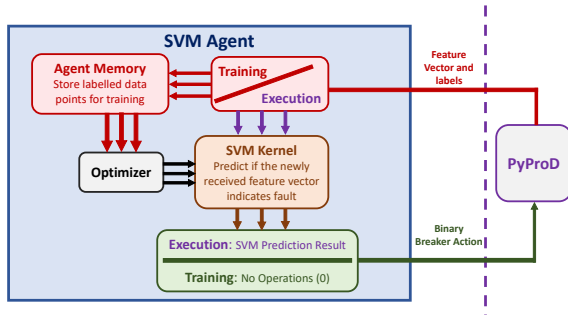 SVM Agent
Agent Memory
Store labelled data
points for training
Training
Execution
Feature
Vector and
labels
Optimizer
SVM Kernel
Predict if the newly
received feature vector
indicates fault
PyProD
Execution: SVM Prediction Result
Training: No Operations (0)
Binary
Breaker Action